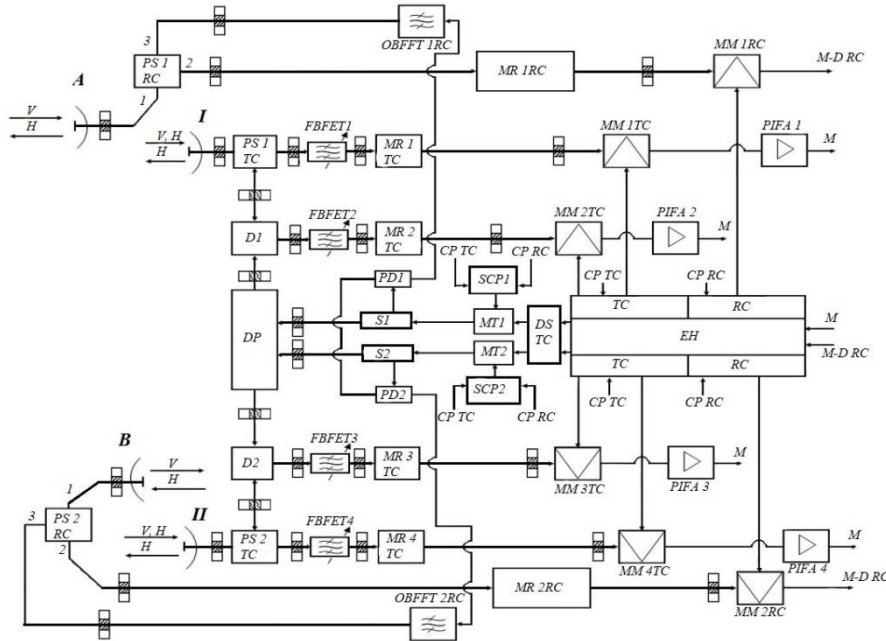 3
OBFFT 1RC
PS 1
RC
2
MR 1RC
MM 1RC
M-D RC
A
1
V
H
I
V, H
H
PS 1
TC
FBFET1
MR 1
TC
MM 1TC
PIFA 1
M
D1
FBFET2
MR 2
TC
MM 2TC
PIFA 2
M
CP TC
CP RC
SCP1
PD1
CP TC
CP RC
TC
RC
DP
S1
MT1
DS
TC
EH
M
M-D RC
S2
MT2
TC
RC
PD2
SCP2
CP TC
CP RC
CP TC
CP RC
B
V
H
1
D2
FBFET3
MR 3
TC
MM 3TC
PIFA 3
M
3
PS 2
RC
2
II
V, H
H
PS 2
TC
FBFET4
MR 4
TC
MM 4TC
PIFA 4
M
MR 2RC
MM 2RC
M-D RC
OBFFT 2RC